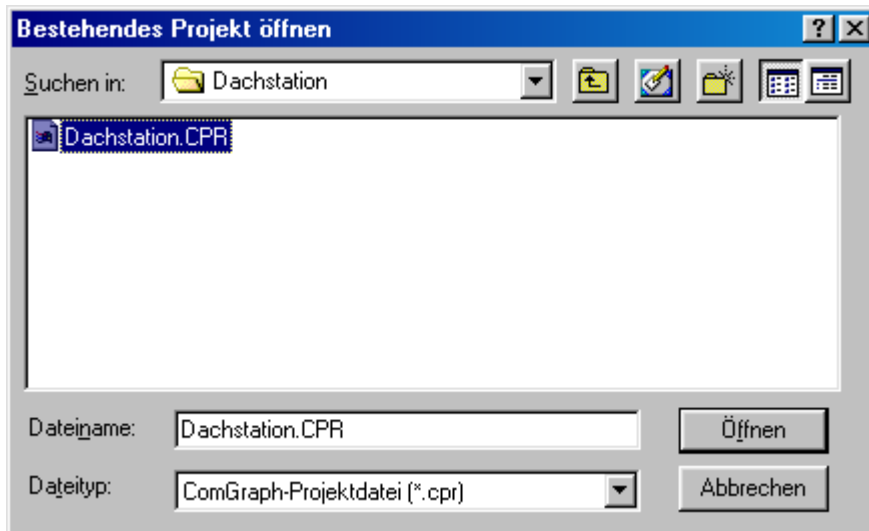 Bestehendes Projekt öffnen
Suchen in: Dachstation
Dachstation.CPR
Dateiname: Dachstation.CPR Öffnen
Dateityp: ComGraph-Projektdatei (*.cpr) Abbrechen